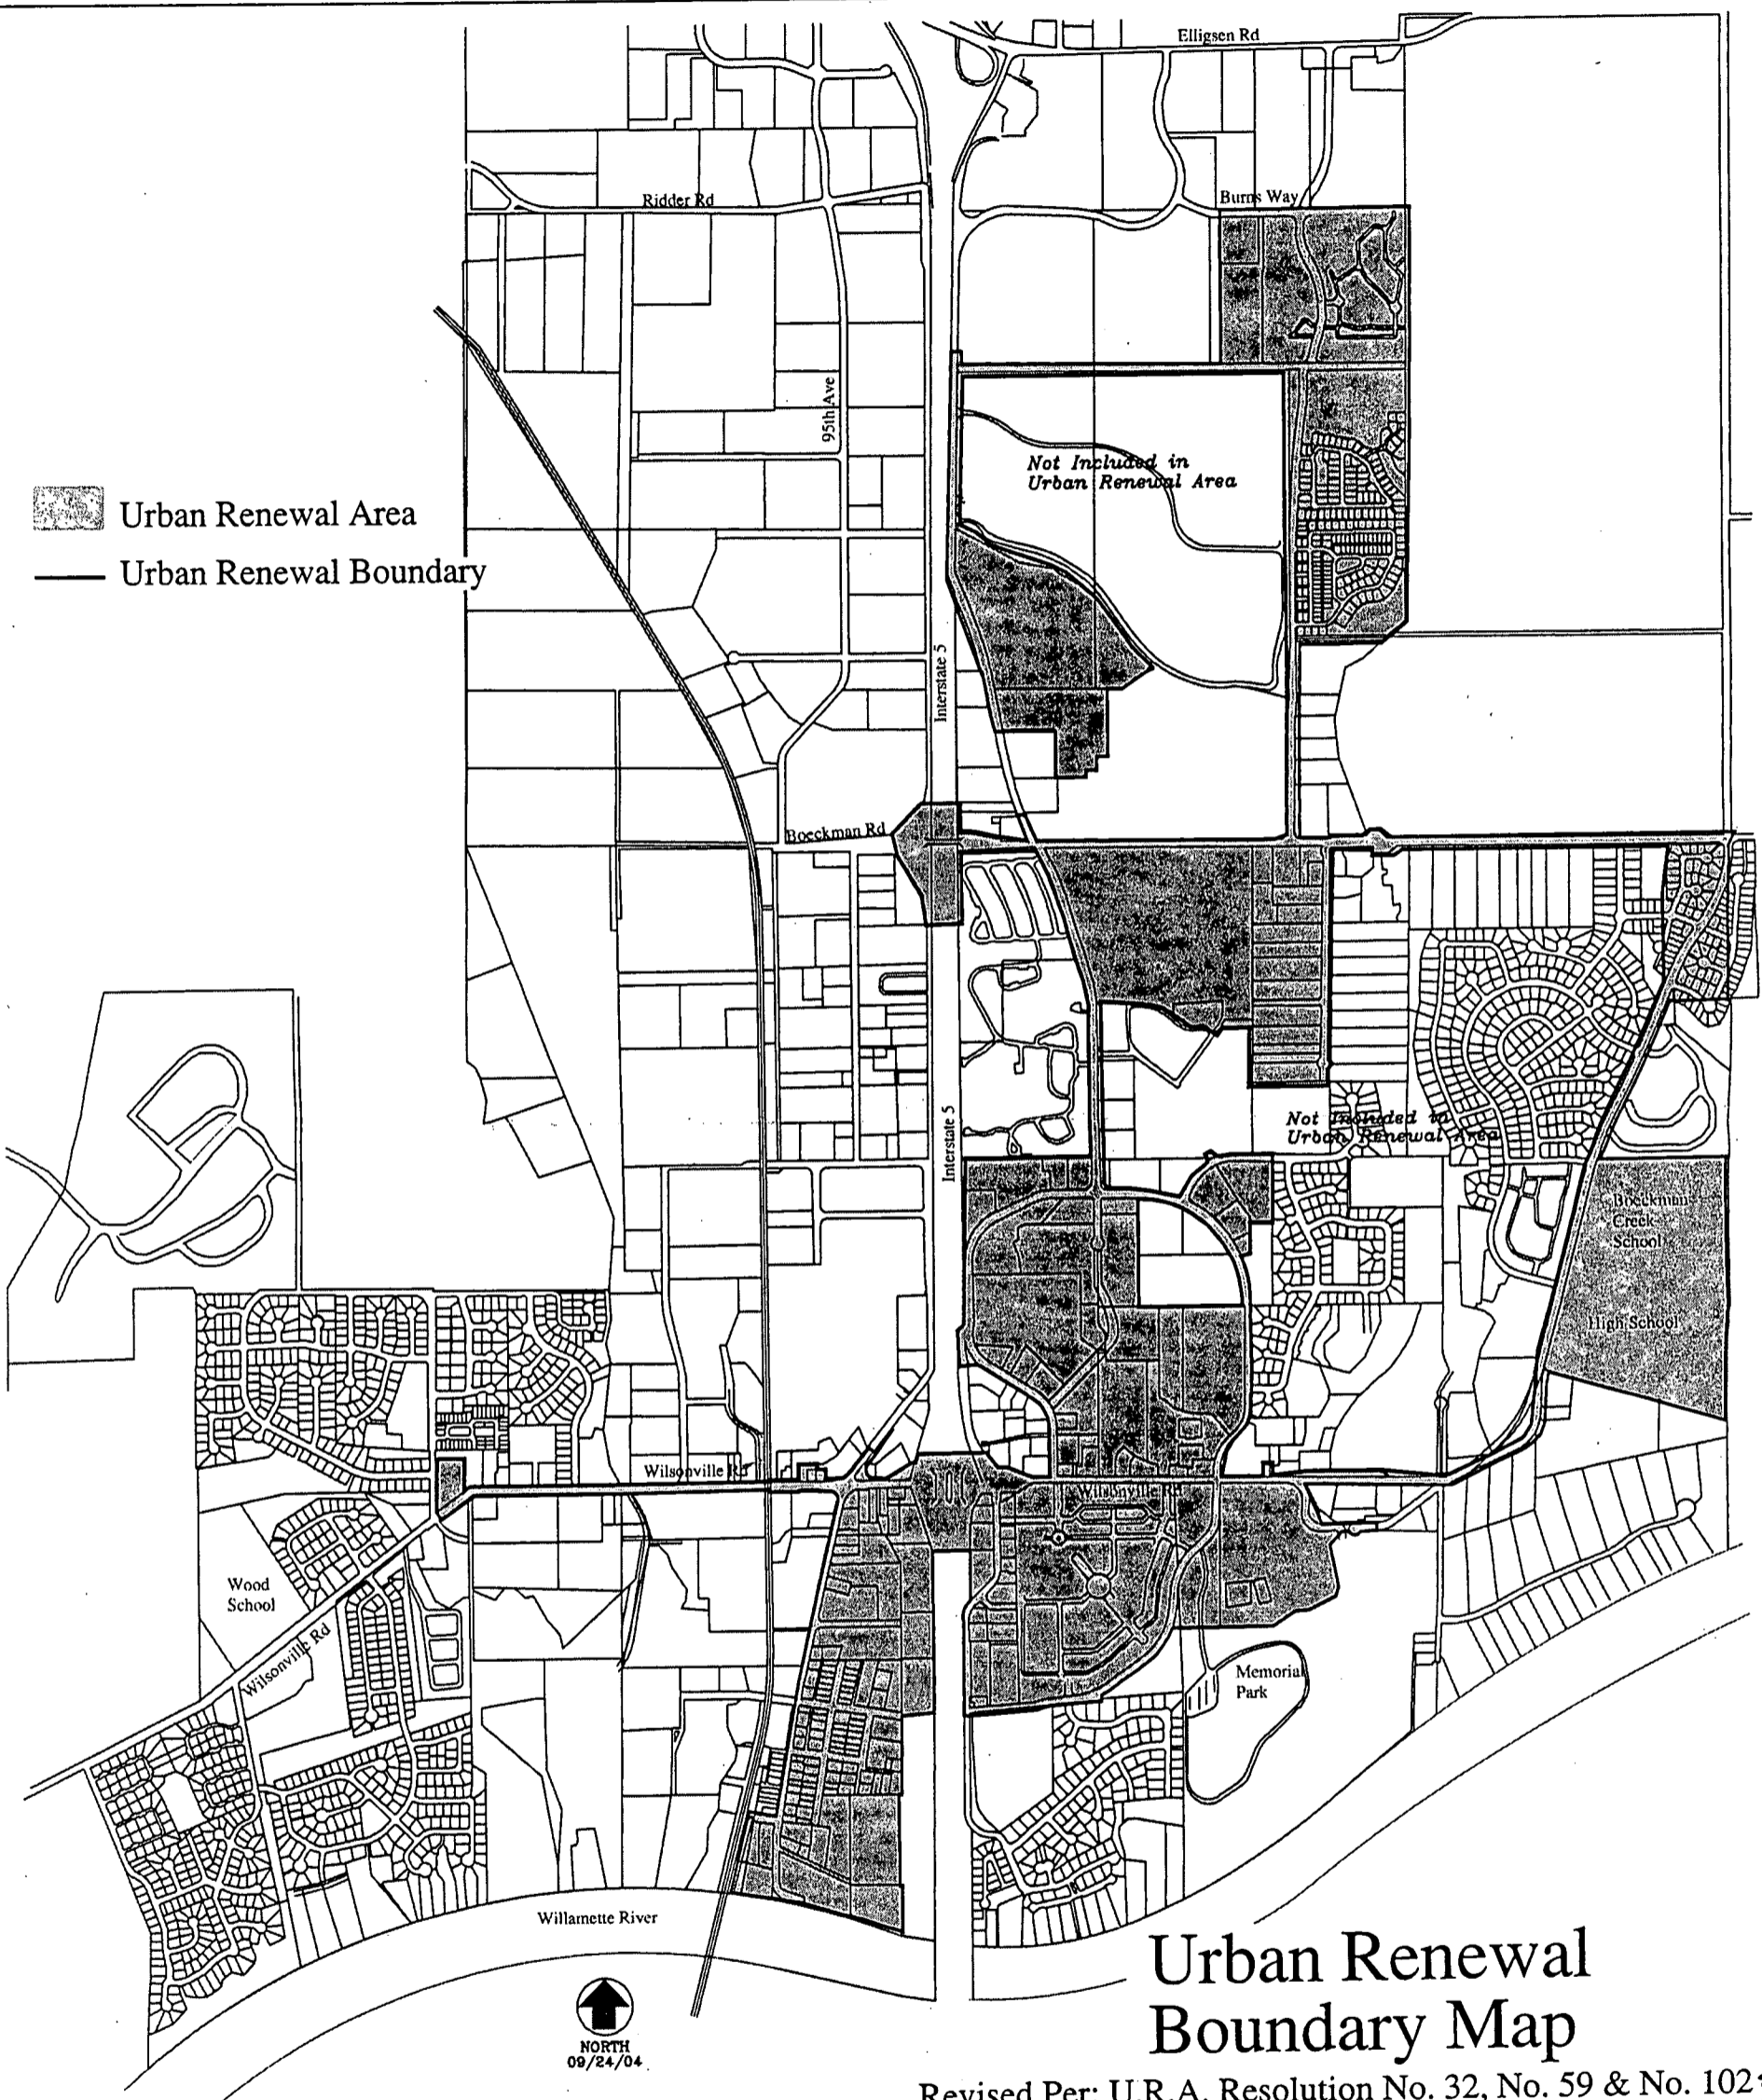 Elligsen Rd
Ridder Rd
Burns Way
95th Ave
Not Included in
Urban Renewal Area
Urban Renewal Area
Urban Renewal Boundary
Interstate 5
Boeckman Rd
Interstate 5
Not Included in
Urban Renewal Area
Boeckman
Creek
School
High School
Wilsonville Rd
Wilsonville Rd
Wood
School
Wilsonville Rd
Memorial
Park
Willamette River
Urban Renewal
Boundary Map
NORTH
09/24/04
Revised Per: U.R.A. Resolution No. 32, No. 59 & No. 102